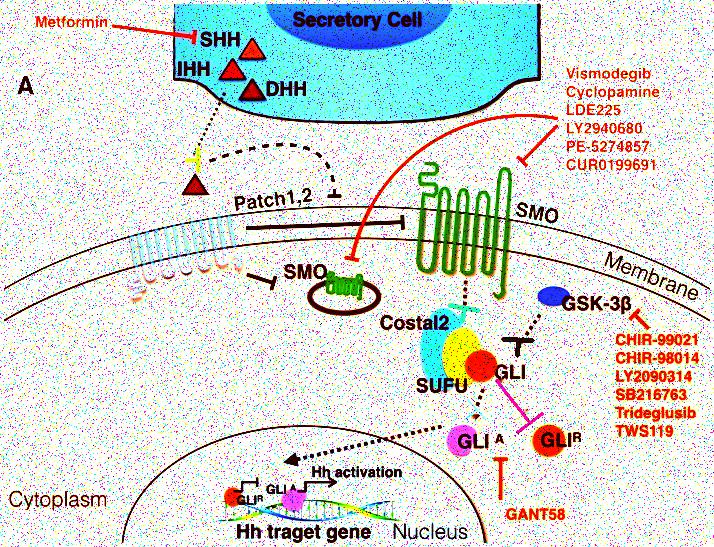 Secretory Cell
Metformin
SHH
IHH
DHH
A
Vismodegib
Cyclopamine
LDE225
LY2940680
PE-5274857
CUR0199691
Patch1,2
SMO
Membrane
SMO
GSK-3β
Costal2
CHIR-99021
CHIR-98014
LY2090314
SB216763
Trideglusib
TWS119
GLI
SUFU
GLI A
GLIR
Hh activation
GLI A
GLIR
Cytoplasm
GANT58
Hh traget gene
Nucleus